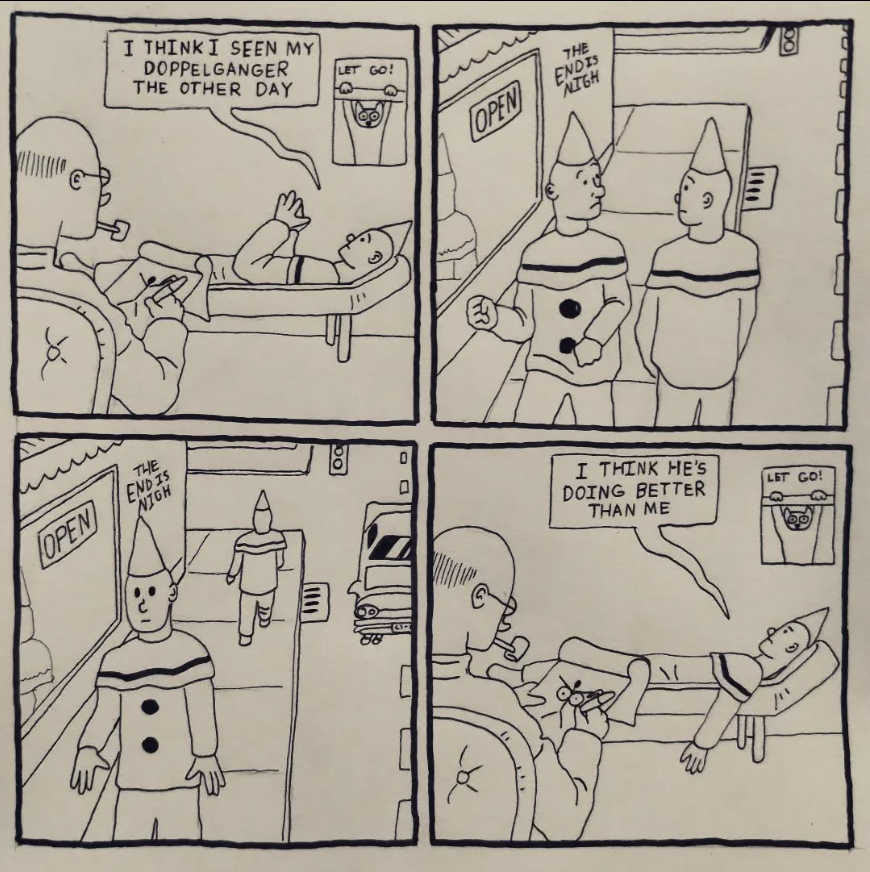 I THINK I SEEN MY
DOPPELGANGER
THE OTHER DAY
LET GO!
THE
END IS
NIGH
OPEN
THE
END IS
NIGH
OPEN
I THINK HE'S
DOING BETTER
THAN ME
LET GO!